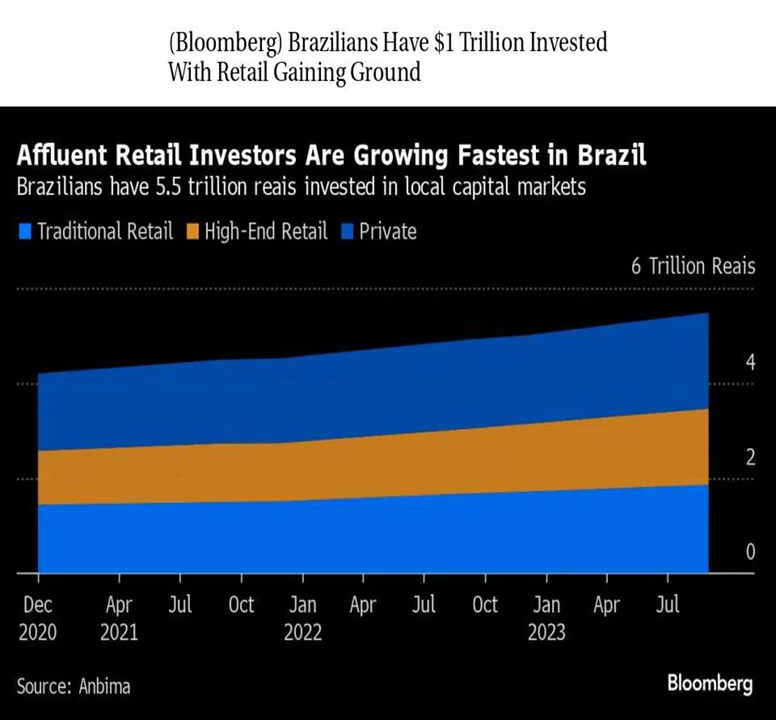 (Bloomberg) Brazilians Have $1 Trillion Invested
With Retail Gaining Ground
Affluent Retail Investors Are Growing Fastest in Brazil
Brazilians have 5.5 trillion reais invested in local capital markets
Traditional Retail High-End Retail Private
6 Trillion Reais
4
2
0
Dec Apr Jul Oct Jan Apr Jul Oct Jan Apr Jul
2020 2021 2022 2023
Source: Anbima Bloomberg